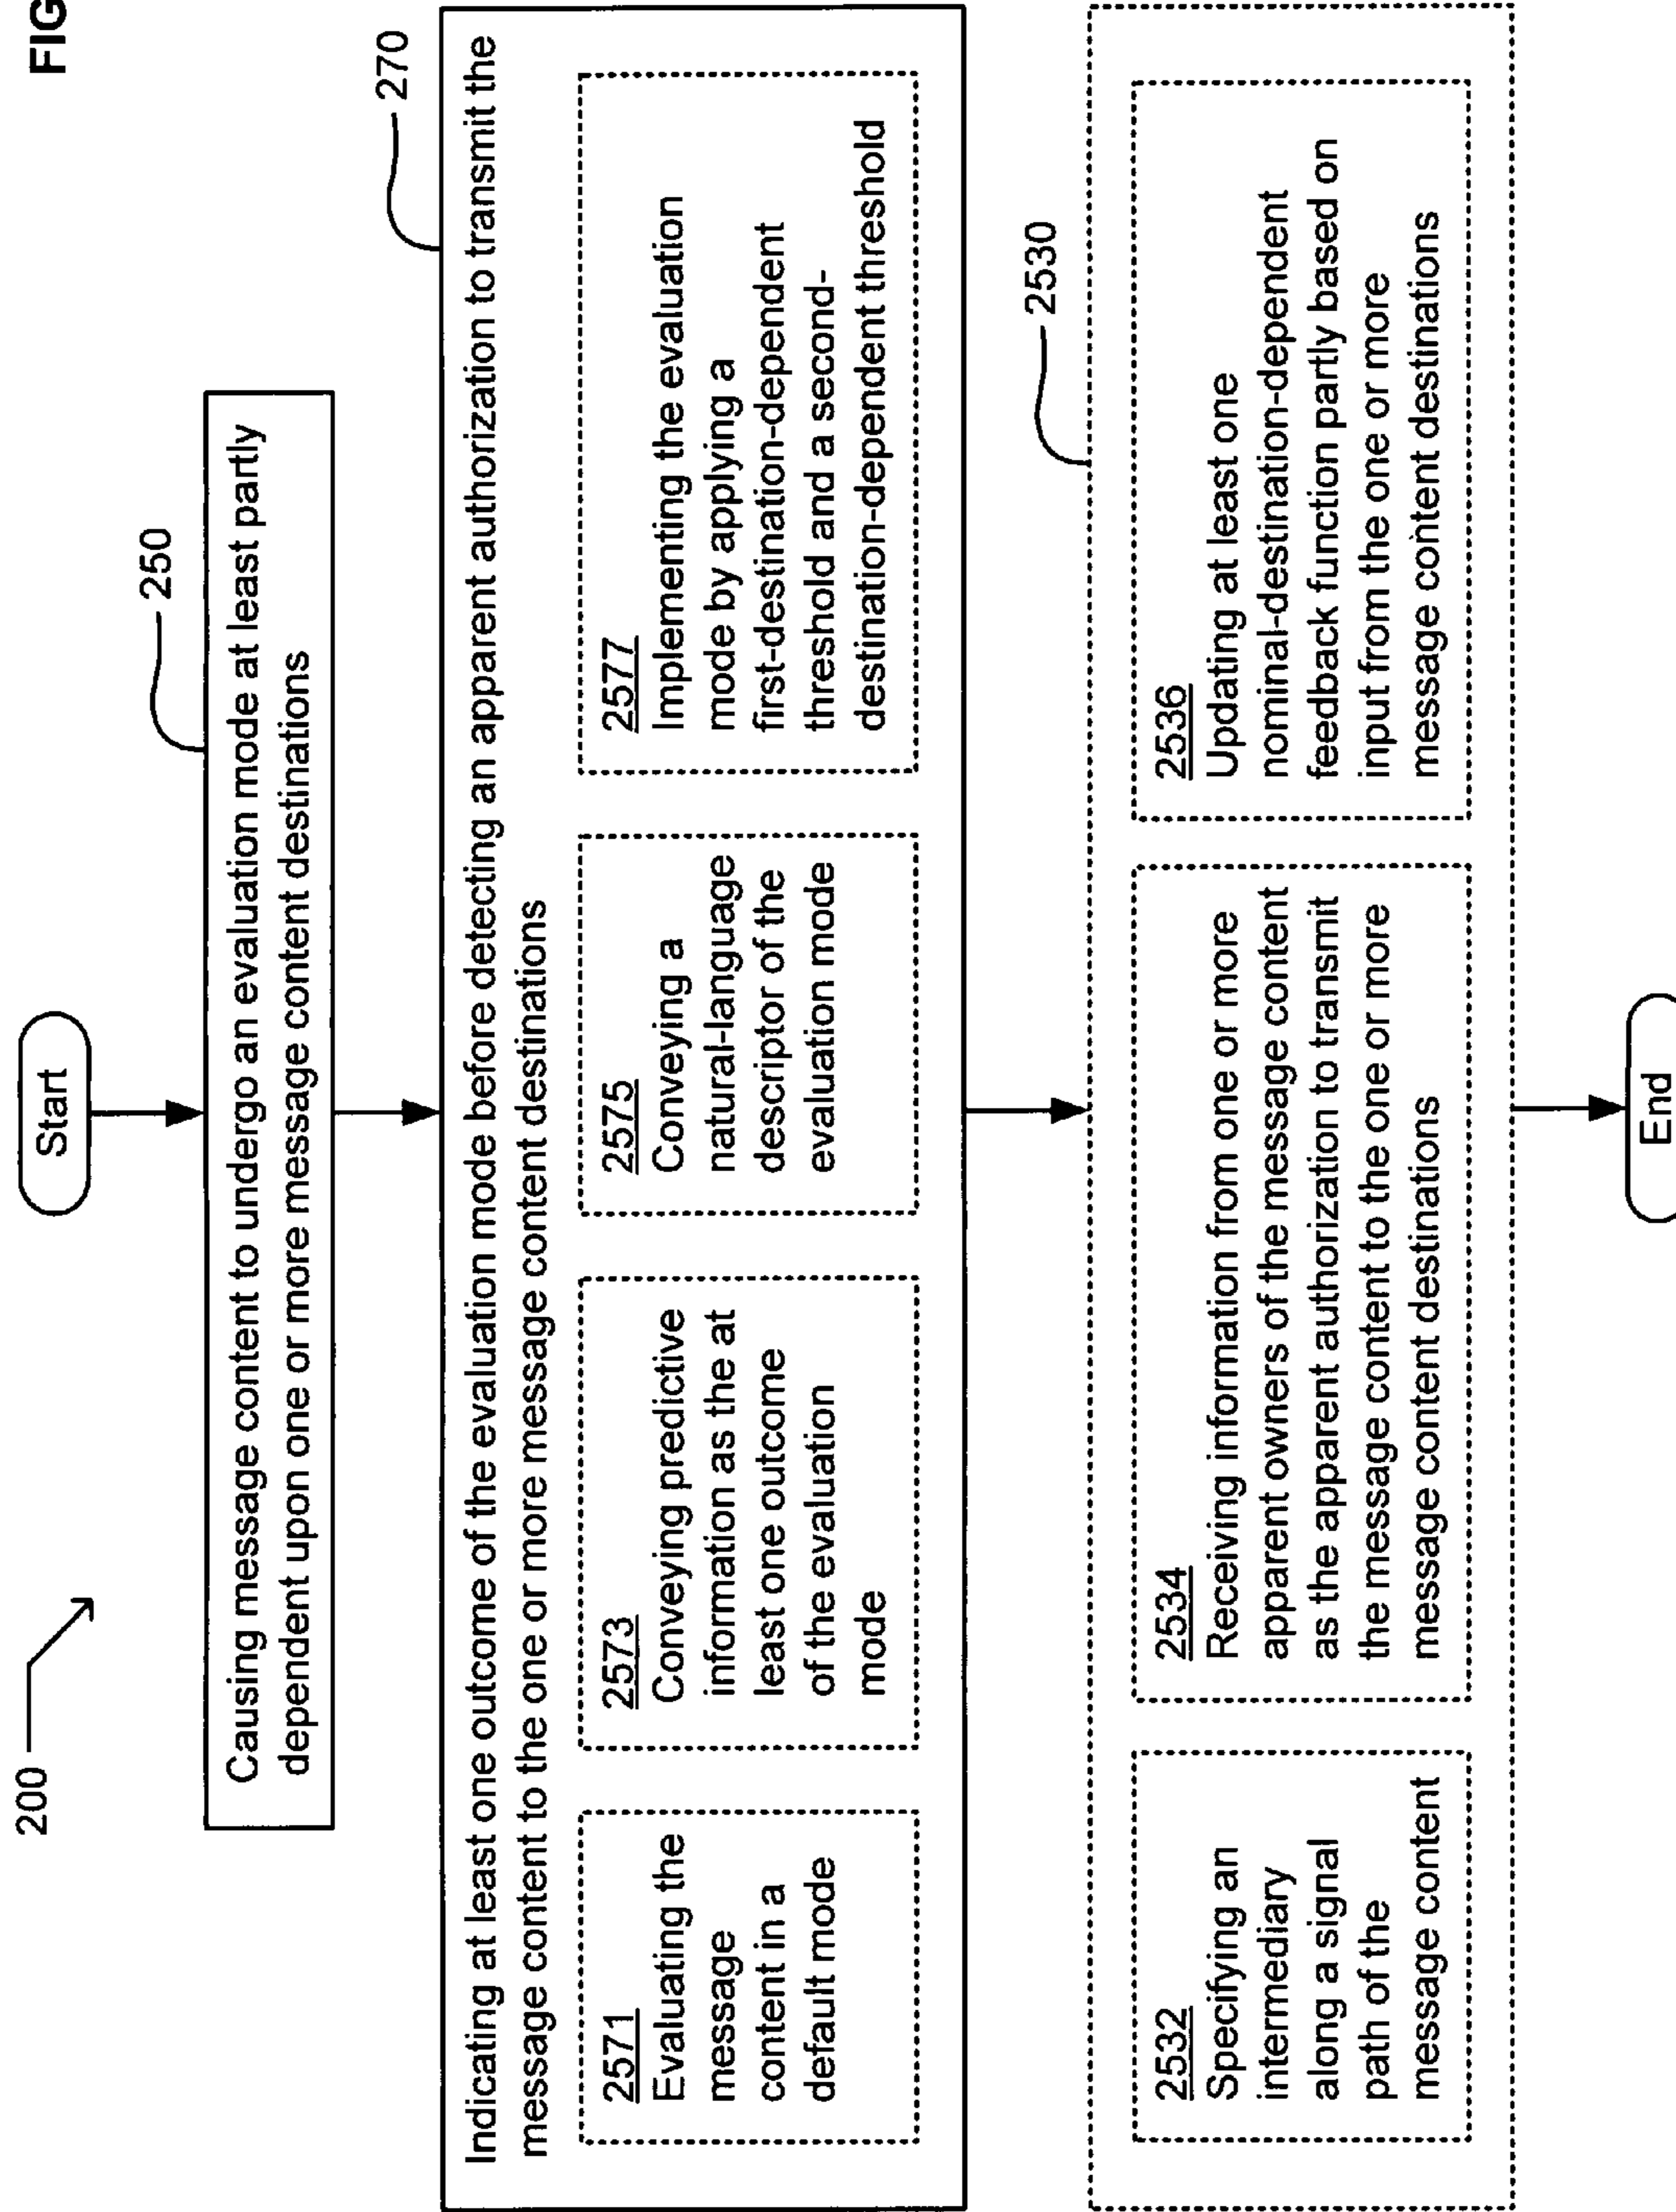 FIG
200
Start
250
Causing message content to undergo an evaluation mode at least partly
dependent upon one or more message content destinations
270
Indicating at least one outcome of the evaluation mode before detecting an apparent authorization to transmit the
message content to the one or more message content destinations
2571
Evaluating the
message
content in a
default mode
2573
Conveying predictive
information as the at
least one outcome
of the evaluation
mode
2575
Conveying a
natural-language
descriptor of the
evaluation mode
2577
Implementing the evaluation
mode by applying a
first-destination-dependent
threshold and a second-
destination-dependent threshold
2530
2532
Specifying an
intermediary
along a signal
path of the
message content
2534
Receiving information from one or more
apparent owners of the message content
as the apparent authorization to transmit
the message content to the one or more
message content destinations
2536
Updating at least one
nominal-destination-dependent
feedback function partly based on
input from the one or more
message content destinations
End